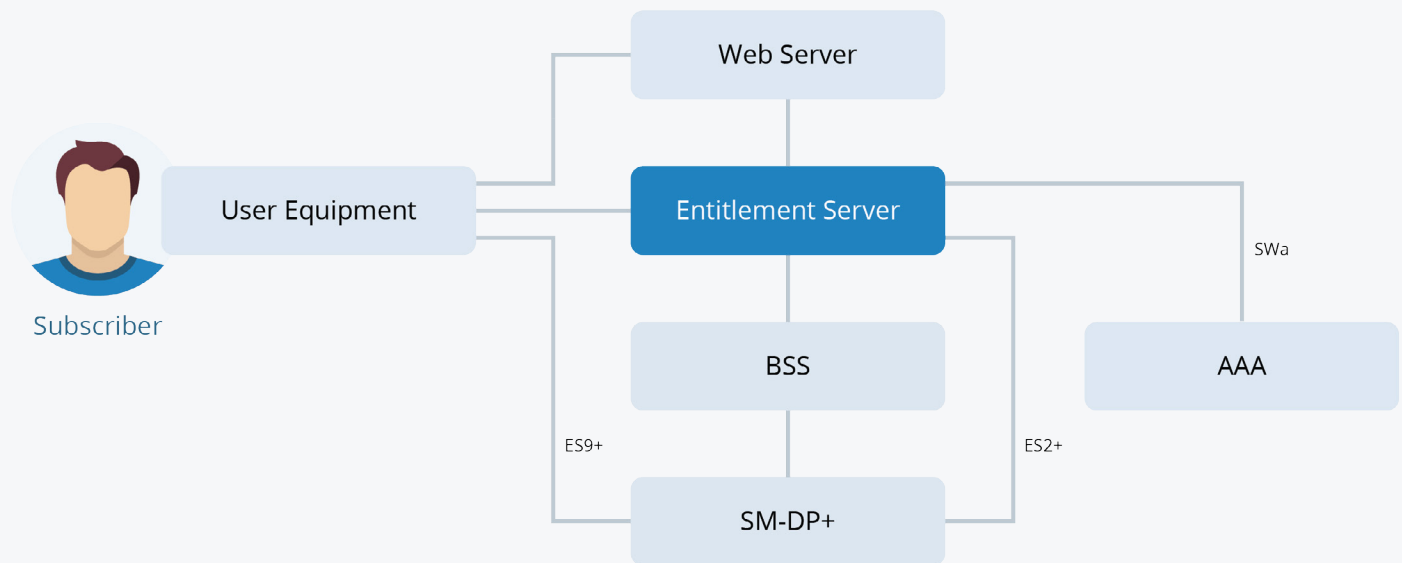 Web Server
User Equipment
Entitlement Server
SWa
Subscriber
BSS
AAA
ES9+
ES2+
SM-DP+